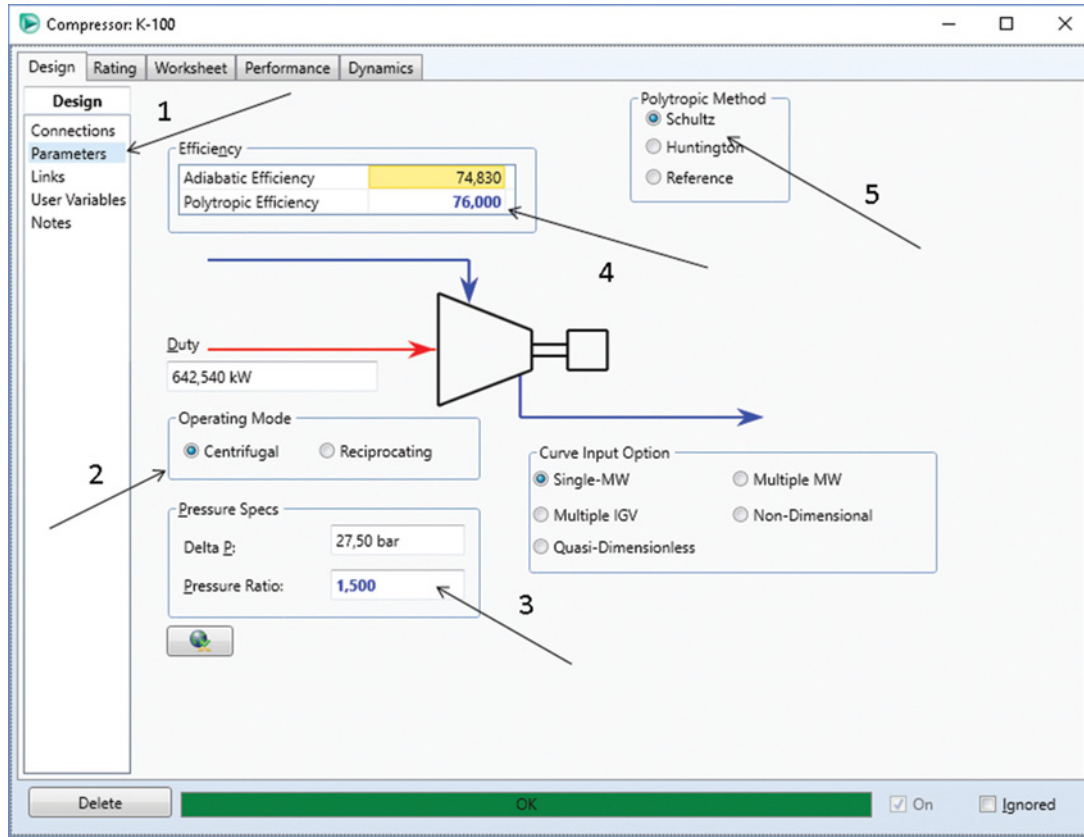 Compressor: K-100
Design Rating Worksheet Performance Dynamics
Design
Connections
Parameters
Links
User Variables
Notes
1
Efficiency
Adiabatic Efficiency 74,830
Polytropic Efficiency 76,000
4
Polytropic Method
Schultz
Huntington
Reference
5
Duty
642,540 kW
Operating Mode
Centrifugal Reciprocating
2
Pressure Specs
Delta P: 27,50 bar
Pressure Ratio: 1,500
3
Curve Input Option
Single-MW Multiple MW
Multiple IGV Non-Dimensional
Quasi-Dimensionless
Delete OK On Ignored